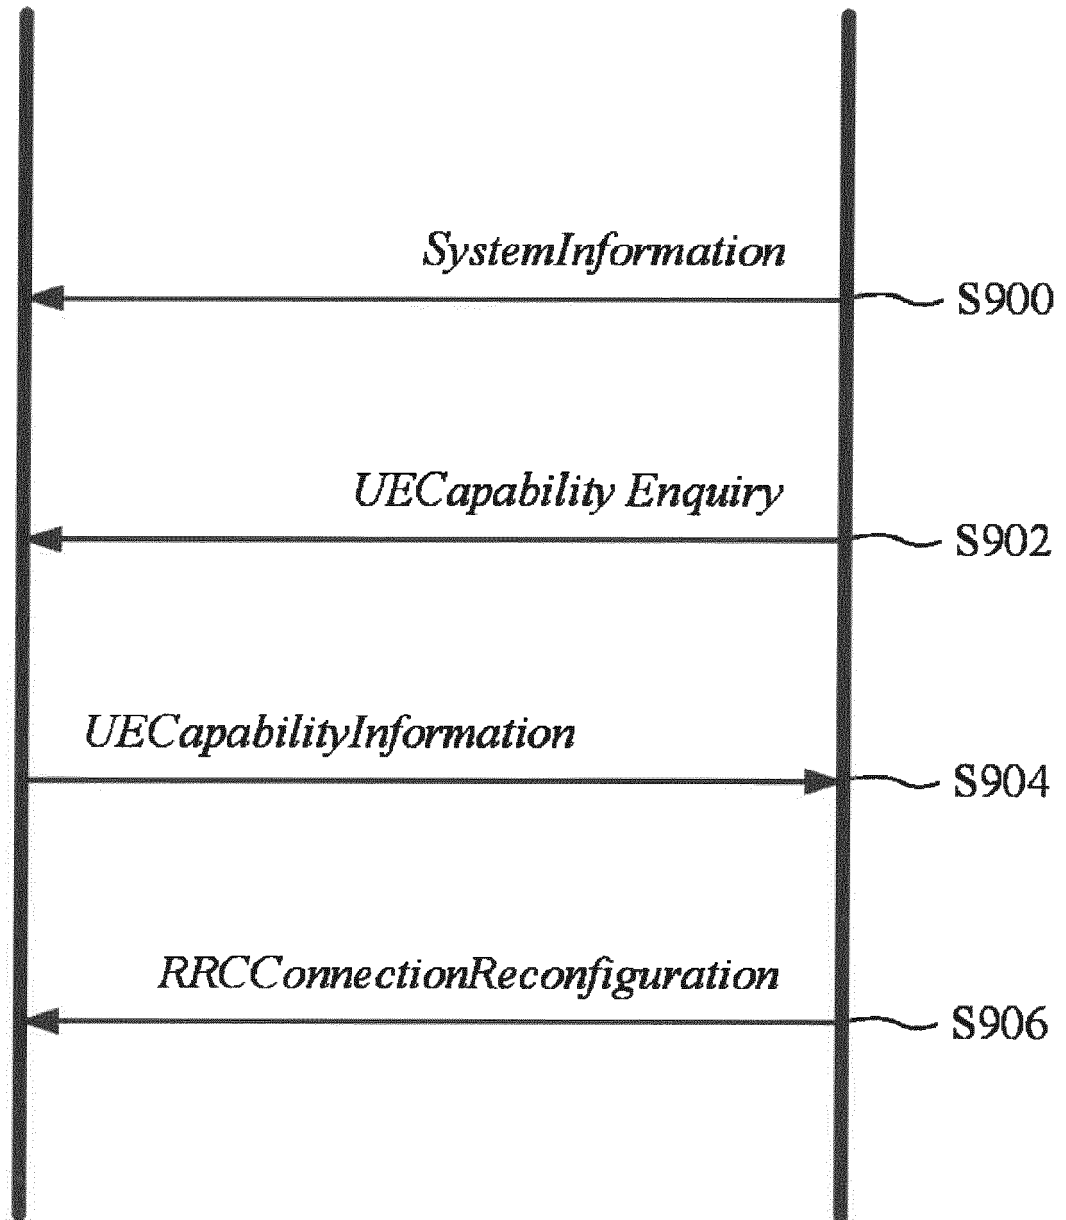 SystemInformation
S900
UECapability Enquiry
S902
UECapabilityInformation
S904
RRCConnectionReconfiguration
S906